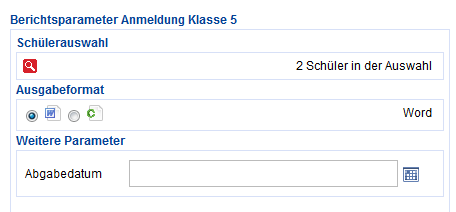 Berichtsparameter Anmeldung Klasse 5
Schülerauswahl
2 Schüler in der Auswahl
Ausgabeformat
Word
Weitere Parameter
Abgabedatum